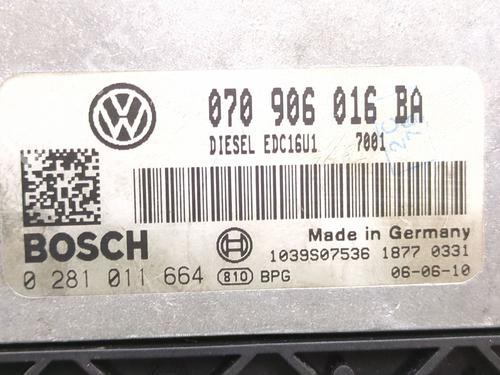 070 906 016 BA
DIESEL EDC16U1 7001
BOSCH
Made in Germany
1039S07536 1877 0331
0 281 011 664 810 BPG 06-06-10